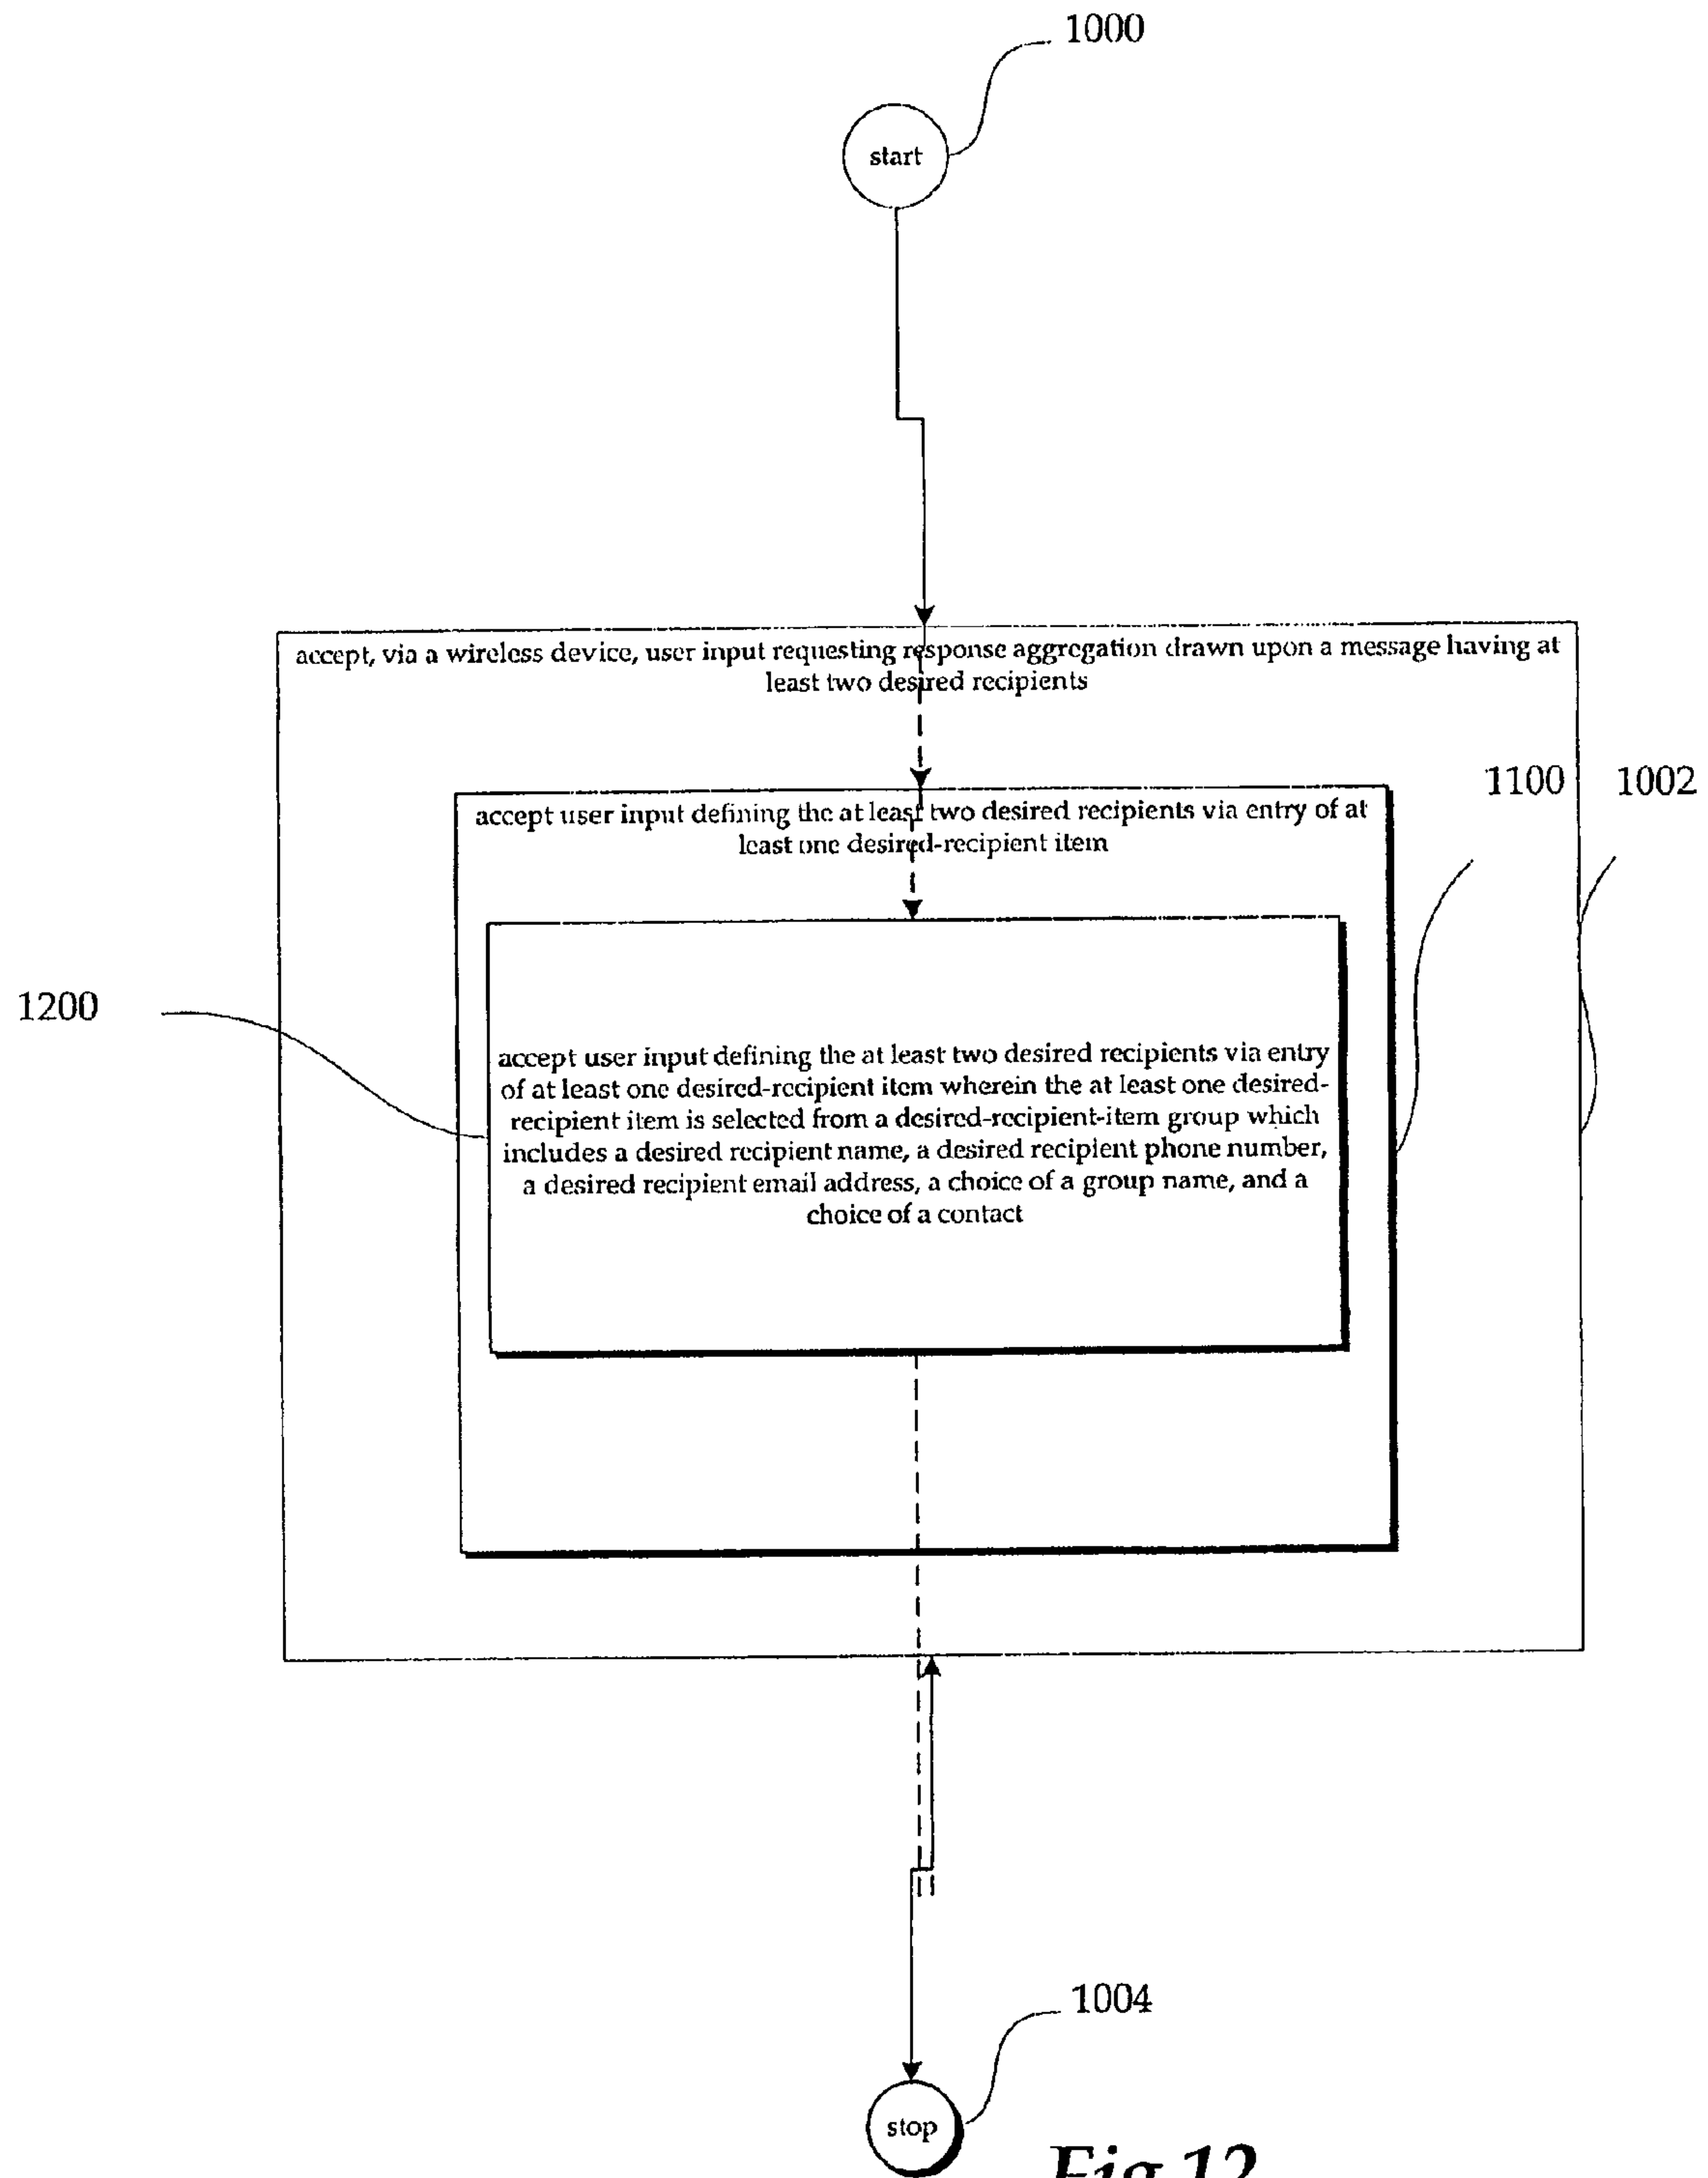 1000
start
accept, via a wireless device, user input requesting response aggregation drawn upon a message having at
least two desired recipients
1100
1002
accept user input defining the at least two desired recipients via entry of at
least one desired-recipient item
1200
accept user input defining the at least two desired recipients via entry
of at least one desired-recipient item wherein the at least one desired-
recipient item is selected from a desired-recipient-item group which
includes a desired recipient name, a desired recipient phone number,
a desired recipient email address, a choice of a group name, and a
choice of a contact
1004
stop
Fig 12